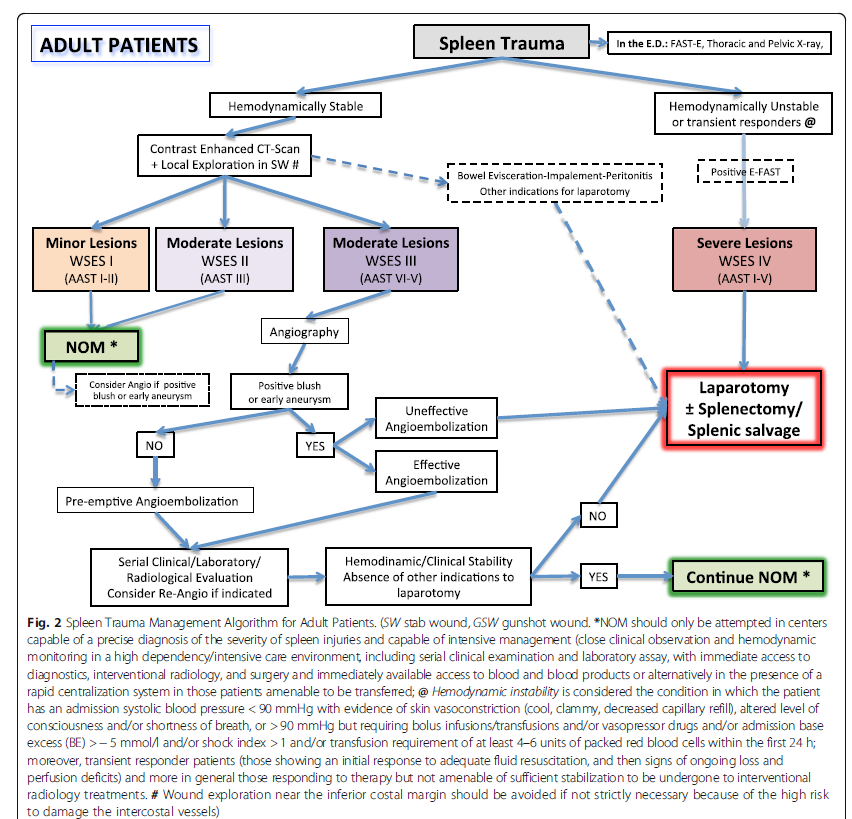 ADULT PATIENTS
Spleen Trauma
In the E.D.: FAST-E, Thoracic and Pelvic X-ray,
Hemodynamically Stable
Hemodynamically Unstable
or transient responders @
Contrast Enhanced CT-Scan
+ Local Exploration in SW #
Bowel Evisceration-Impalement-Peritonitis
Other indications for laparotomy
Positive E-FAST
Minor Lesions
WSES I
(AAST I-II)
Moderate Lesions
WSES II
(AAST III)
Moderate Lesions
WSES III
(AAST VI-V)
Severe Lesions
WSES IV
(AAST I-V)
NOM *
Angiography
Consider Angio if positive
blush or early aneurysm
Positive blush
or early aneurysm
Laparotomy
± Splenectomy/
Splenic salvage
Uneffective
Angioembolization
NO
YES
Effective
Angioembolization
Pre-emptive Angioembolization
NO
Serial Clinical/Laboratory/
Radiological Evaluation
Consider Re-Angio if indicated
Hemodinamic/Clinical Stability
Absence of other indications to
laparotomy
YES
Continue NOM *
Fig. 2 Spleen Trauma Management Algorithm for Adult Patients. (SW stab wound, GSW gunshot wound. *NOM should only be attempted in centers
capable of a precise diagnosis of the severity of spleen injuries and capable of intensive management (close clinical observation and hemodynamic
monitoring in a high dependency/intensive care environment, including serial clinical examination and laboratory assay, with immediate access to
diagnostics, interventional radiology, and surgery and immediately available access to blood and blood products or alternatively in the presence of a
rapid centralization system in those patients amenable to be transferred; @ Hemodynamic instability is considered the condition in which the patient
has an admission systolic blood pressure < 90 mmHg with evidence of skin vasoconstriction (cool, clammy, decreased capillary refill), altered level of
consciousness and/or shortness of breath, or > 90 mmHg but requiring bolus infusions/transfusions and/or vasopressor drugs and/or admission base
excess (BE) > − 5 mmol/l and/or shock index > 1 and/or transfusion requirement of at least 4–6 units of packed red blood cells within the first 24 h;
moreover, transient responder patients (those showing an initial response to adequate fluid resuscitation, and then signs of ongoing loss and
perfusion deficits) and more in general those responding to therapy but not amenable of sufficient stabilization to be undergone to interventional
radiology treatments. # Wound exploration near the inferior costal margin should be avoided if not strictly necessary because of the high risk
to damage the intercostal vessels)